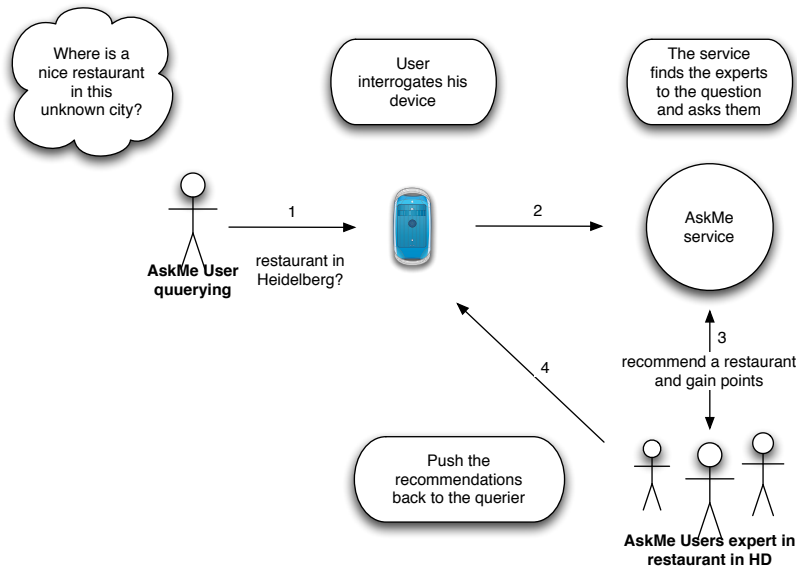 Where is a
nice restaurant
in this
unknown city?
User
interrogates his
device
The service
finds the experts
to the question
and asks them
1
2
AskMe
service
restaurant in
Heidelberg?
AskMe User
quuerying
3
recommend a restaurant
and gain points
4
Push the
recommendations
back to the querier
AskMe Users expert in
restaurant in HD